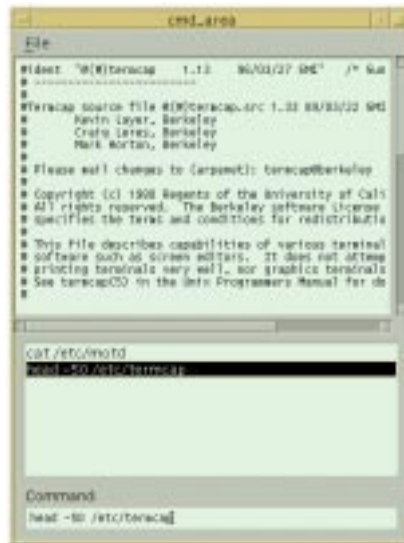 cmd_area
File
#ident "@(#)termcap 1.13 96/03/27 SMI" /* Sun
# ---------------------------
#
#Termcap source file @(#)termcap.src 1.33 89/03/22 SMI
# Kevin Layer, Berkeley
# Craig Leres, Berkeley
# Mark Horton, Berkeley
#
# Please mail changes to (arpanet): termcap@berkeley
#
# Copyright (c) 1980 Regents of the University of Cali
# All rights reserved. The Berkeley software License
# specifies the terms and conditions for redistributio
#
# This file describes capabilities of various terminal
# software such as screen editors. It does not attemp
# printing terminals very well, nor graphics terminals
# See termcap(5) in the Unix Programmers Manual for do
#
cat /etc/motd
head -50 /etc/termcap
Command
head -50 /etc/termcap